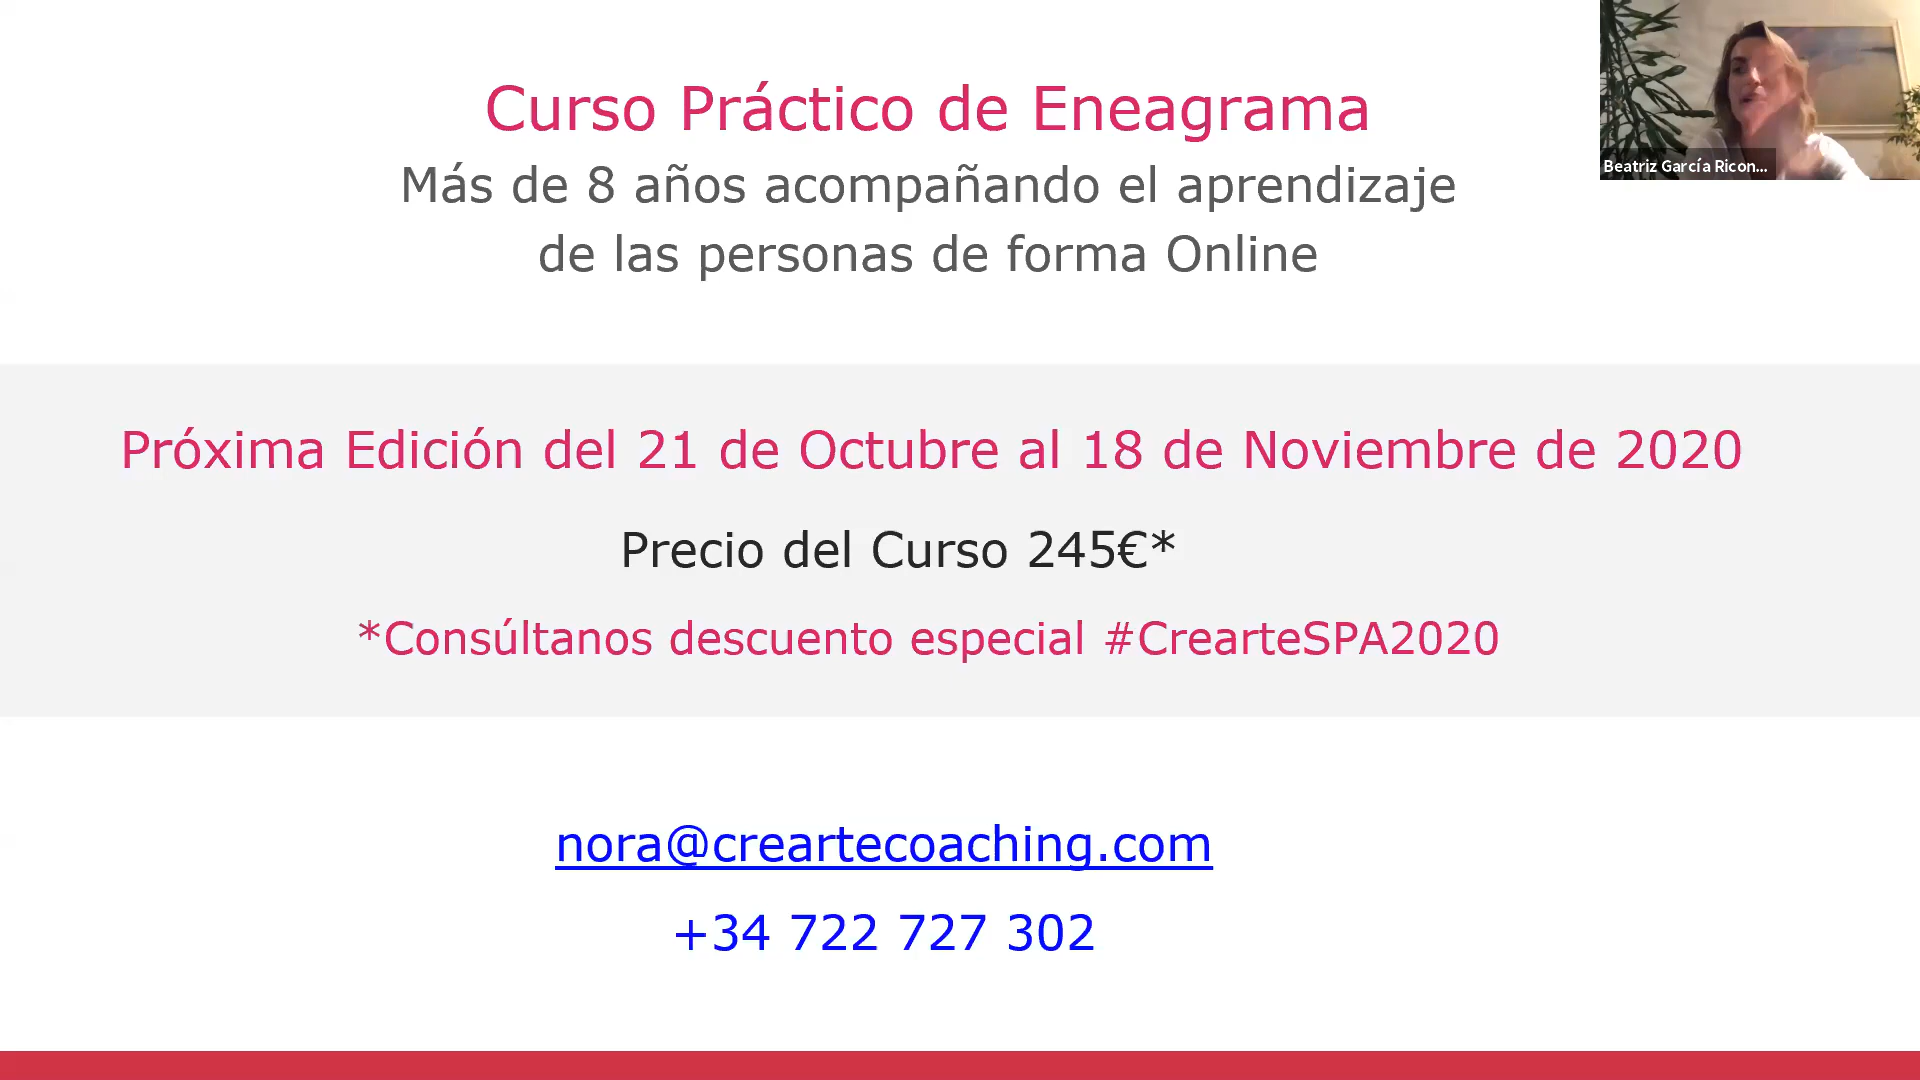 Curso Práctico de Eneagrama
Más de 8 años acompañando el aprendizaje
de las personas de forma Online
Beatriz García Ricon...
Próxima Edición del 21 de Octubre al 18 de Noviembre de 2020
Precio del Curso 245€*
*Consúltanos descuento especial #CrearteSPA2020
nora@creartecoaching.com
+34 722 727 302